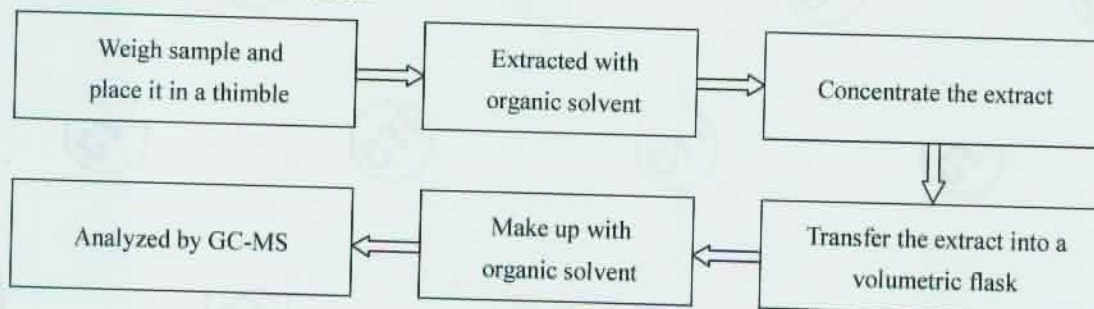 Weigh sample and
place it in a thimble
Extracted with
organic solvent
Concentrate the extract
Transfer the extract into a
volumetric flask
Make up with
organic solvent
Analyzed by GC-MS